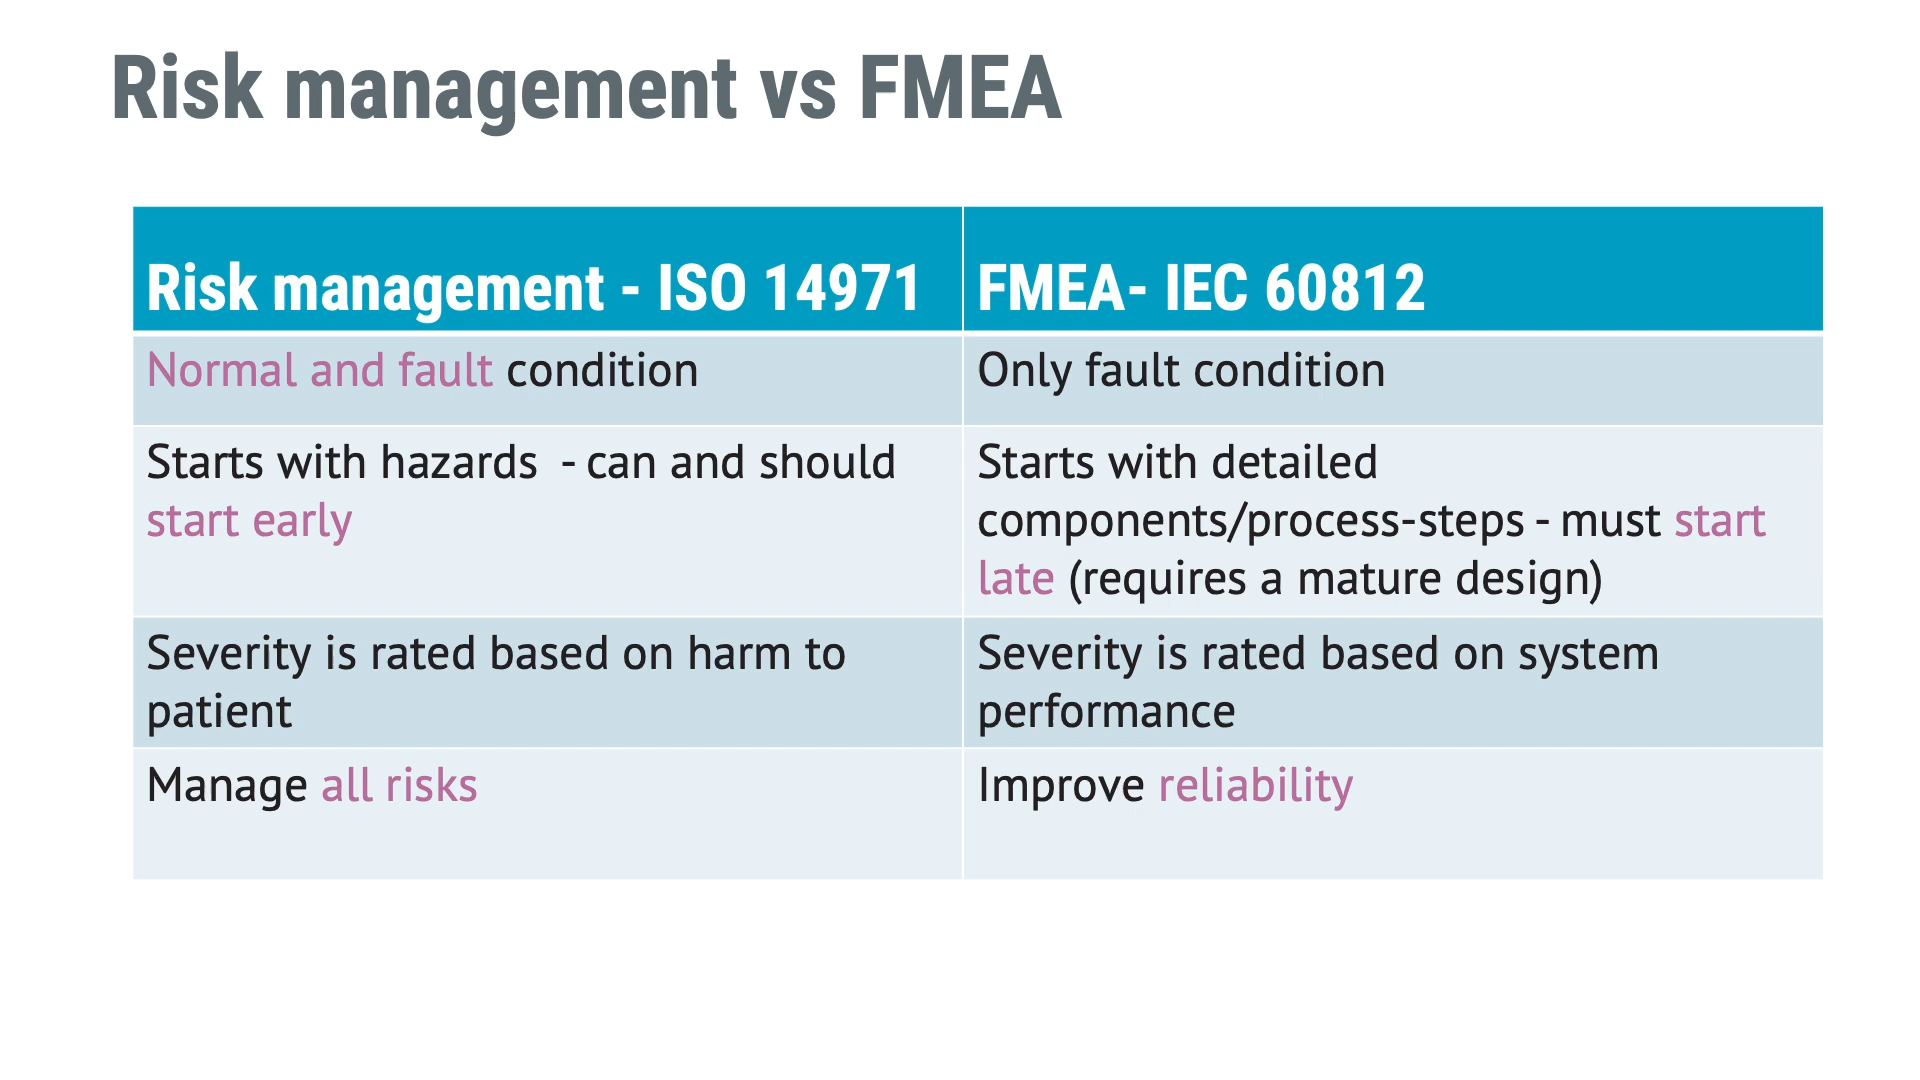 Risk management vs FMEA
Risk management - ISO 14971
FMEA- IEC 60812
Normal and fault condition
Only fault condition
Starts with hazards  - can and should
start early
Starts with detailed
components/process-steps - must start
late (requires a mature design)
Severity is rated based on harm to
patient
Severity is rated based on system
performance
Manage all risks
Improve reliability